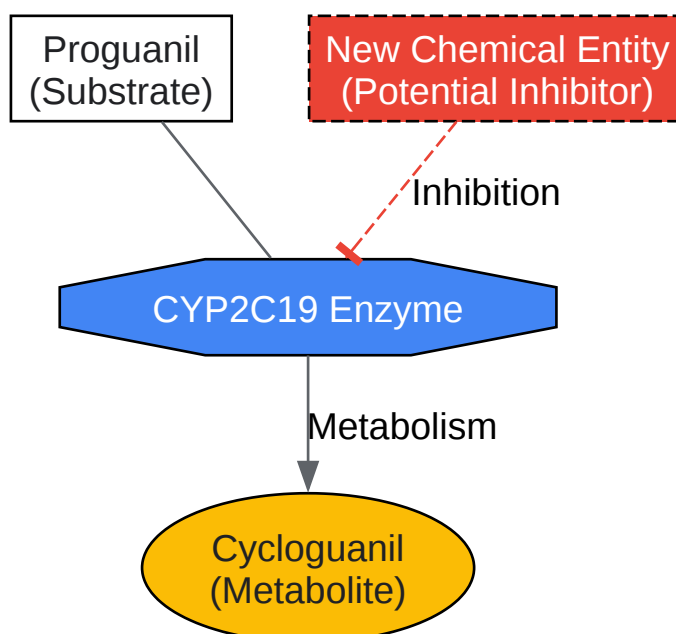 Proguanil
(Substrate)
New Chemical Entity
(Potential Inhibitor)
Inhibition
CYP2C19 Enzyme
Metabolism
Cycloguanil
(Metabolite)